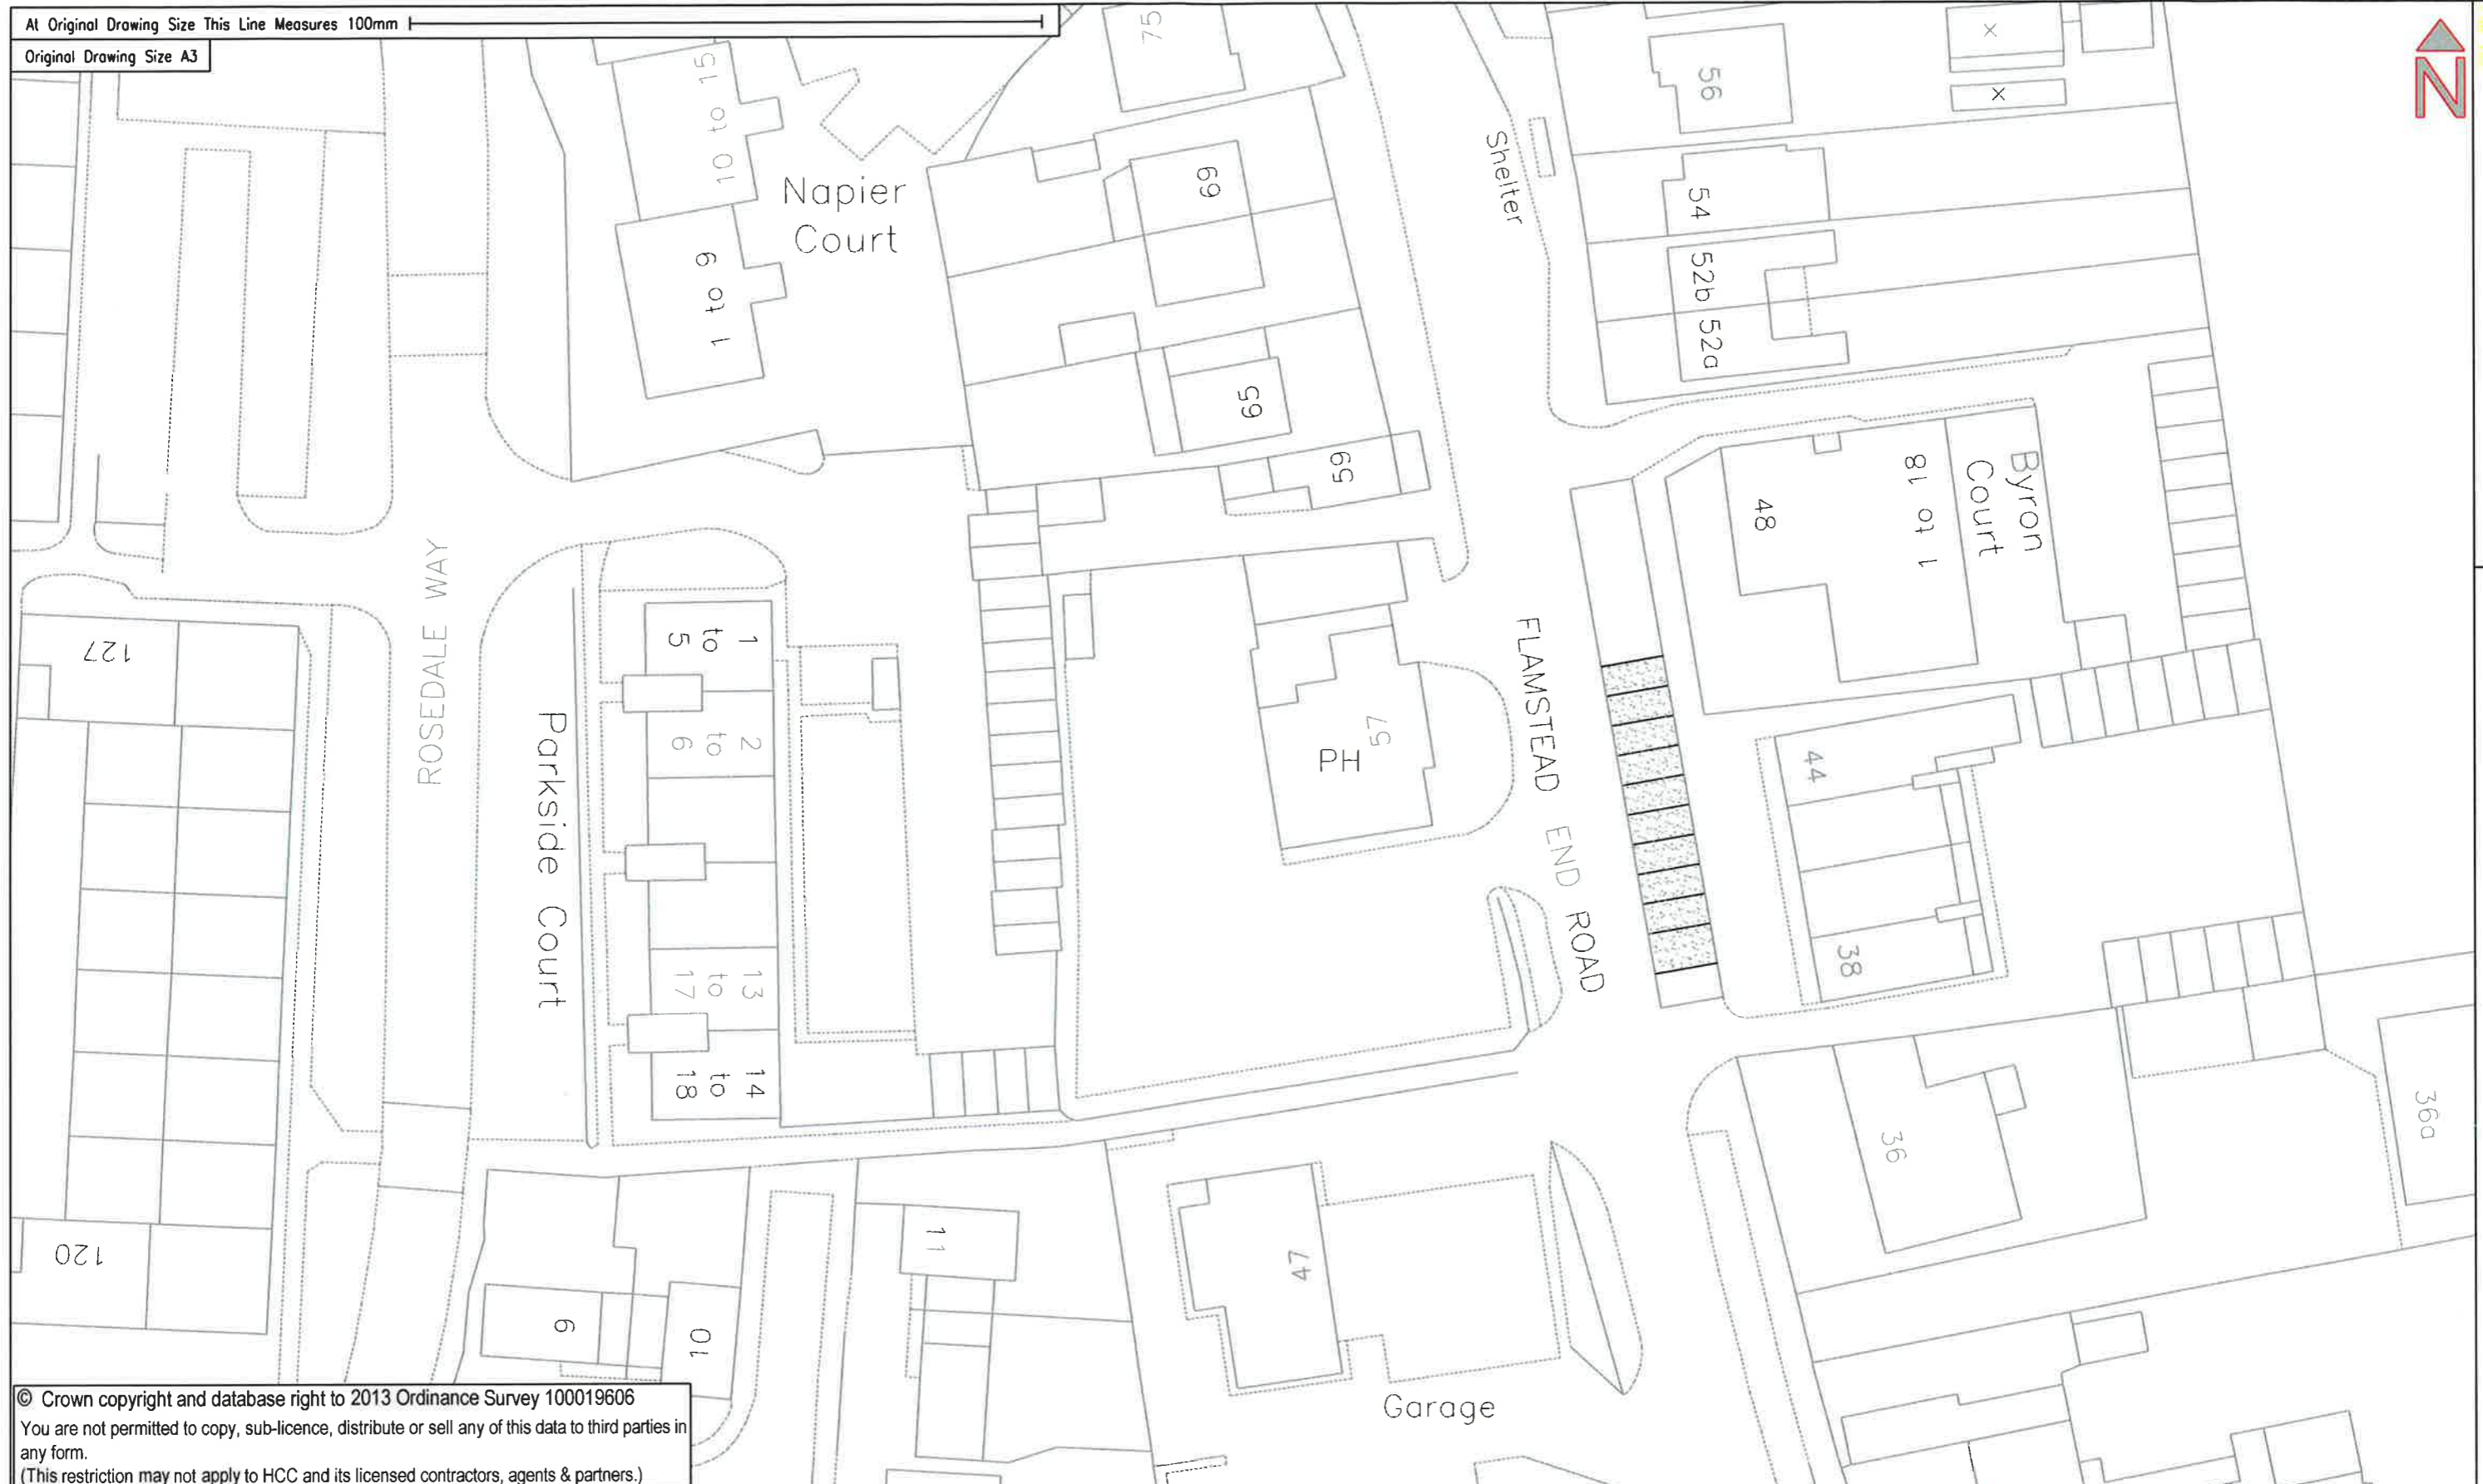 At Original Drawing Size This Line Measures 100mm
Original Drawing Size A3
N
75
56
x
x
10 to 15
Napier
Court
69
Shelter
54
1 to 9
52b
52a
65
59
Byron
Court
1 to 18
48
ROSEDALE WAY
127
1
to
5
2
to
6
Parkside Court
57
PH
FLAMSTEAD END ROAD
44
38
13
to
17
14
to
18
36
36a
120
11
47
9
10
Garage
© Crown copyright and database right to 2013 Ordinance Survey 100019606
You are not permitted to copy, sub-licence, distribute or sell any of this data to third parties in
any form.
(This restriction may not apply to HCC and its licensed contractors, agents & partners.)